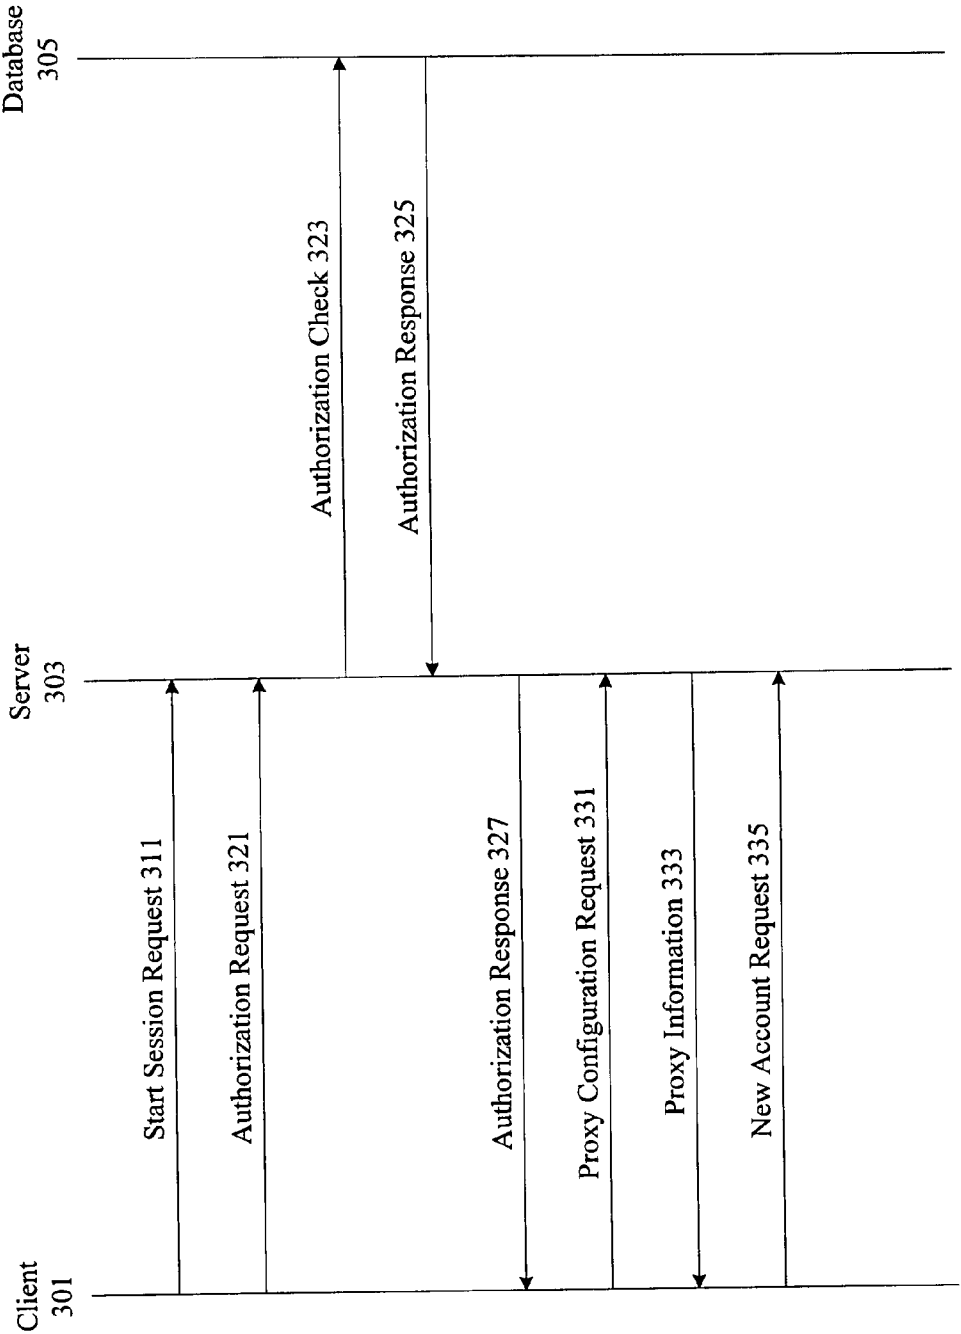 Client
301
Server
303
Database
305
Start Session Request 311
Authorization Request 321
Authorization Check 323
Authorization Response 325
Authorization Response 327
Proxy Configuration Request 331
Proxy Information 333
New Account Request 335